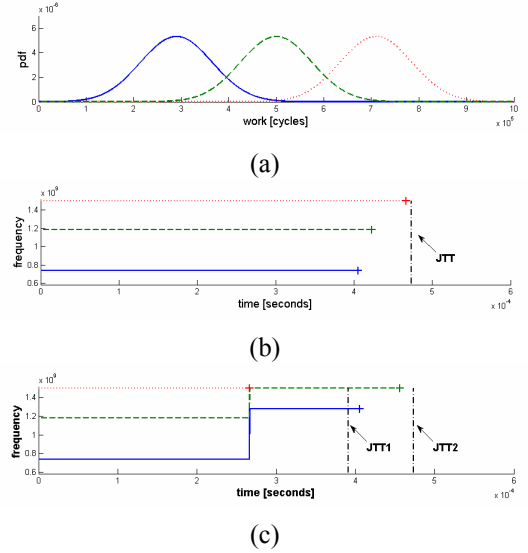 x 10⁻⁶
6
4
2
0
pdf
0 1 2 3 4 5 6 7 8 9 10
work [cycles]
x 10⁵
(a)
x 10⁹
1.4
1.2
1
0.8
0.6
frequency
JTT
0 1 2 3 4 5 6
time [seconds]
x 10⁻⁴
(b)
x 10⁹
1.4
1.2
1
0.8
0.6
frequency
JTT1
JTT2
0 1 2 3 4 5 6
time [seconds]
x 10⁻⁴
(c)